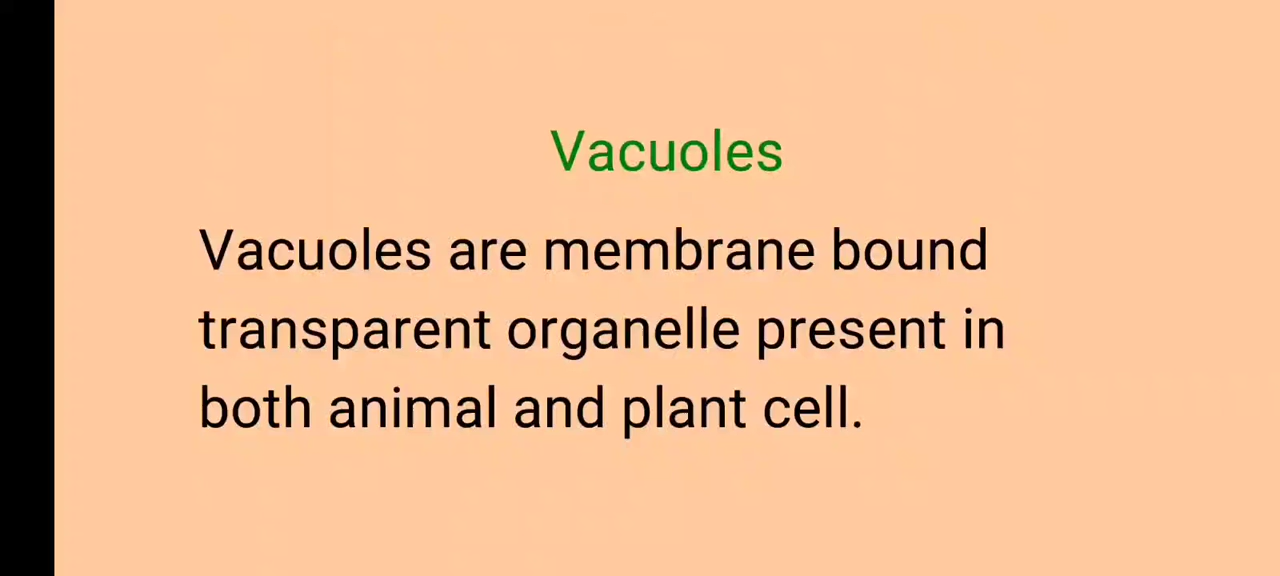 Vacuoles
Vacuoles are membrane bound
transparent organelle present in
both animal and plant cell.